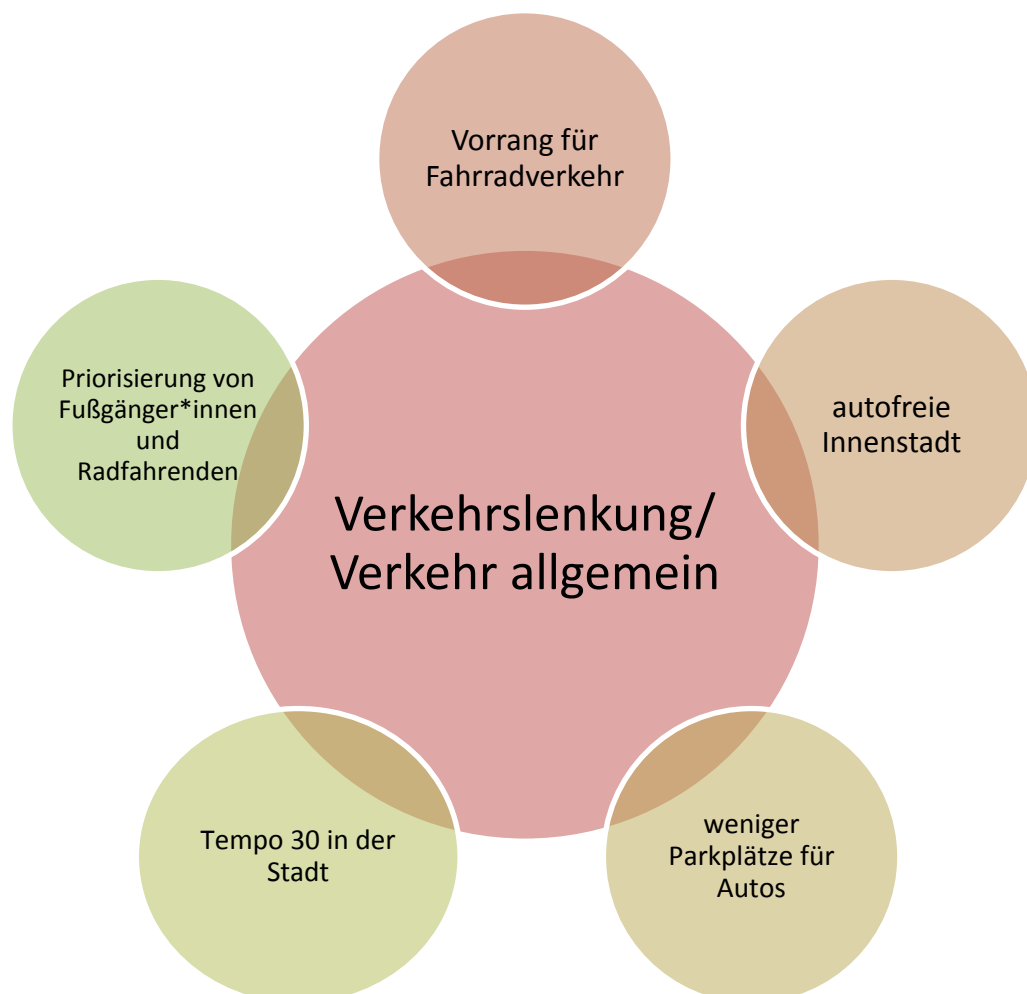 Vorrang für
Fahrradverkehr
Priorisierung von
Fußgänger*innen
und
Radfahrenden
autofreie
Innenstadt
Verkehrslenkung/
Verkehr allgemein
Tempo 30 in der
Stadt
weniger
Parkplätze für
Autos